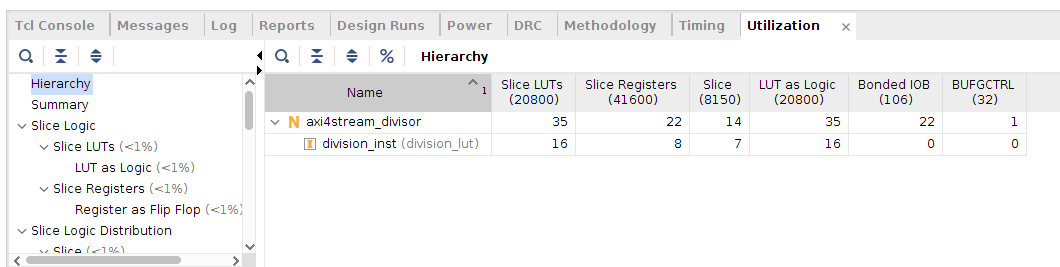 Tcl Console Messages Log Reports Design Runs Power DRC Methodology Timing Utilization ×
% Hierarchy
Hierarchy
Summary
Slice Logic
Slice LUTs (<1%)
LUT as Logic (<1%)
Slice Registers (<1%)
Register as Flip Flop (<1%)
Slice Logic Distribution
Slice (<1%)
Name 1 Slice LUTs (20800) Slice Registers (41600) Slice (8150) LUT as Logic (20800) Bonded IOB (106) BUFGCTRL (32)
N axi4stream_divisor 35 22 14 35 22 1
I division_inst (division_lut) 16 8 7 16 0 0